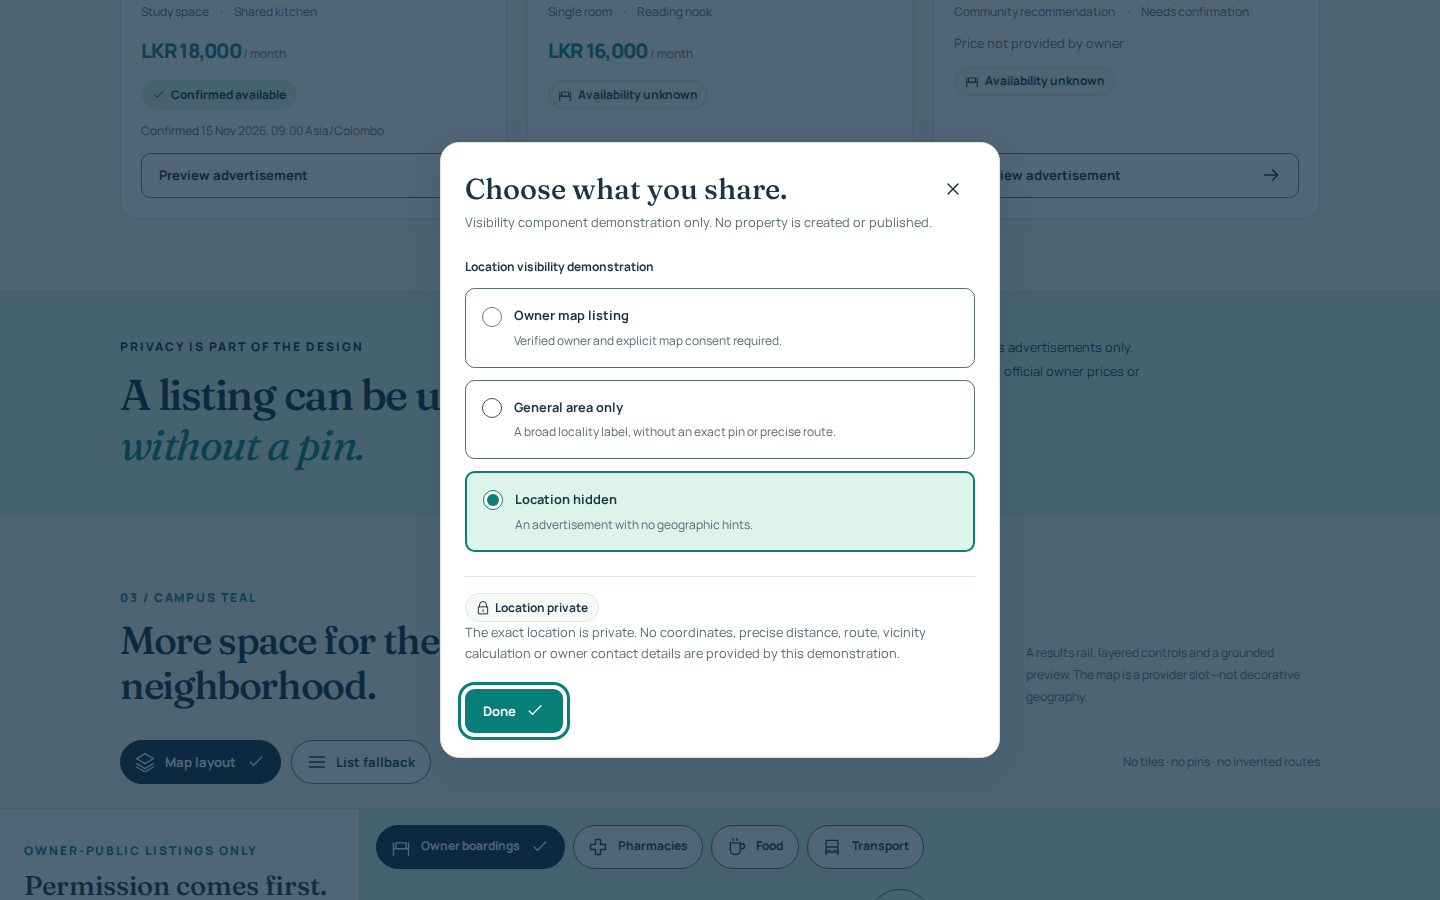 Study space · Shared kitchen
Single room · Reading nook
Community recommendation · Needs confirmation
LKR 18,000 / month
LKR 16,000 / month
Price not provided by owner
Confirmed available
Availability unknown
Availability unknown
Confirmed 15 Nov 2026, 09:00 Asia/Colombo
Preview advertisement
iew advertisement
Choose what you share.
Visibility component demonstration only. No property is created or published.
Location visibility demonstration
Owner map listing
Verified owner and explicit map consent required.
General area only
A broad locality label, without an exact pin or precise route.
Location hidden
An advertisement with no geographic hints.
Location private
The exact location is private. No coordinates, precise distance, route, vicinity
calculation or owner contact details are provided by this demonstration.
Done
PRIVACY IS PART OF THE DESIGN
A listing can be u
without a pin.
s advertisements only.
official owner prices or
03 / CAMPUS TEAL
More space for the
neighborhood.
A results rail, layered controls and a grounded
preview. The map is a provider slot—not decorative
geography.
Map layout
List fallback
No tiles · no pins · no invented routes
OWNER-PUBLIC LISTINGS ONLY
Permission comes first.
Owner boardings
Pharmacies
Food
Transport